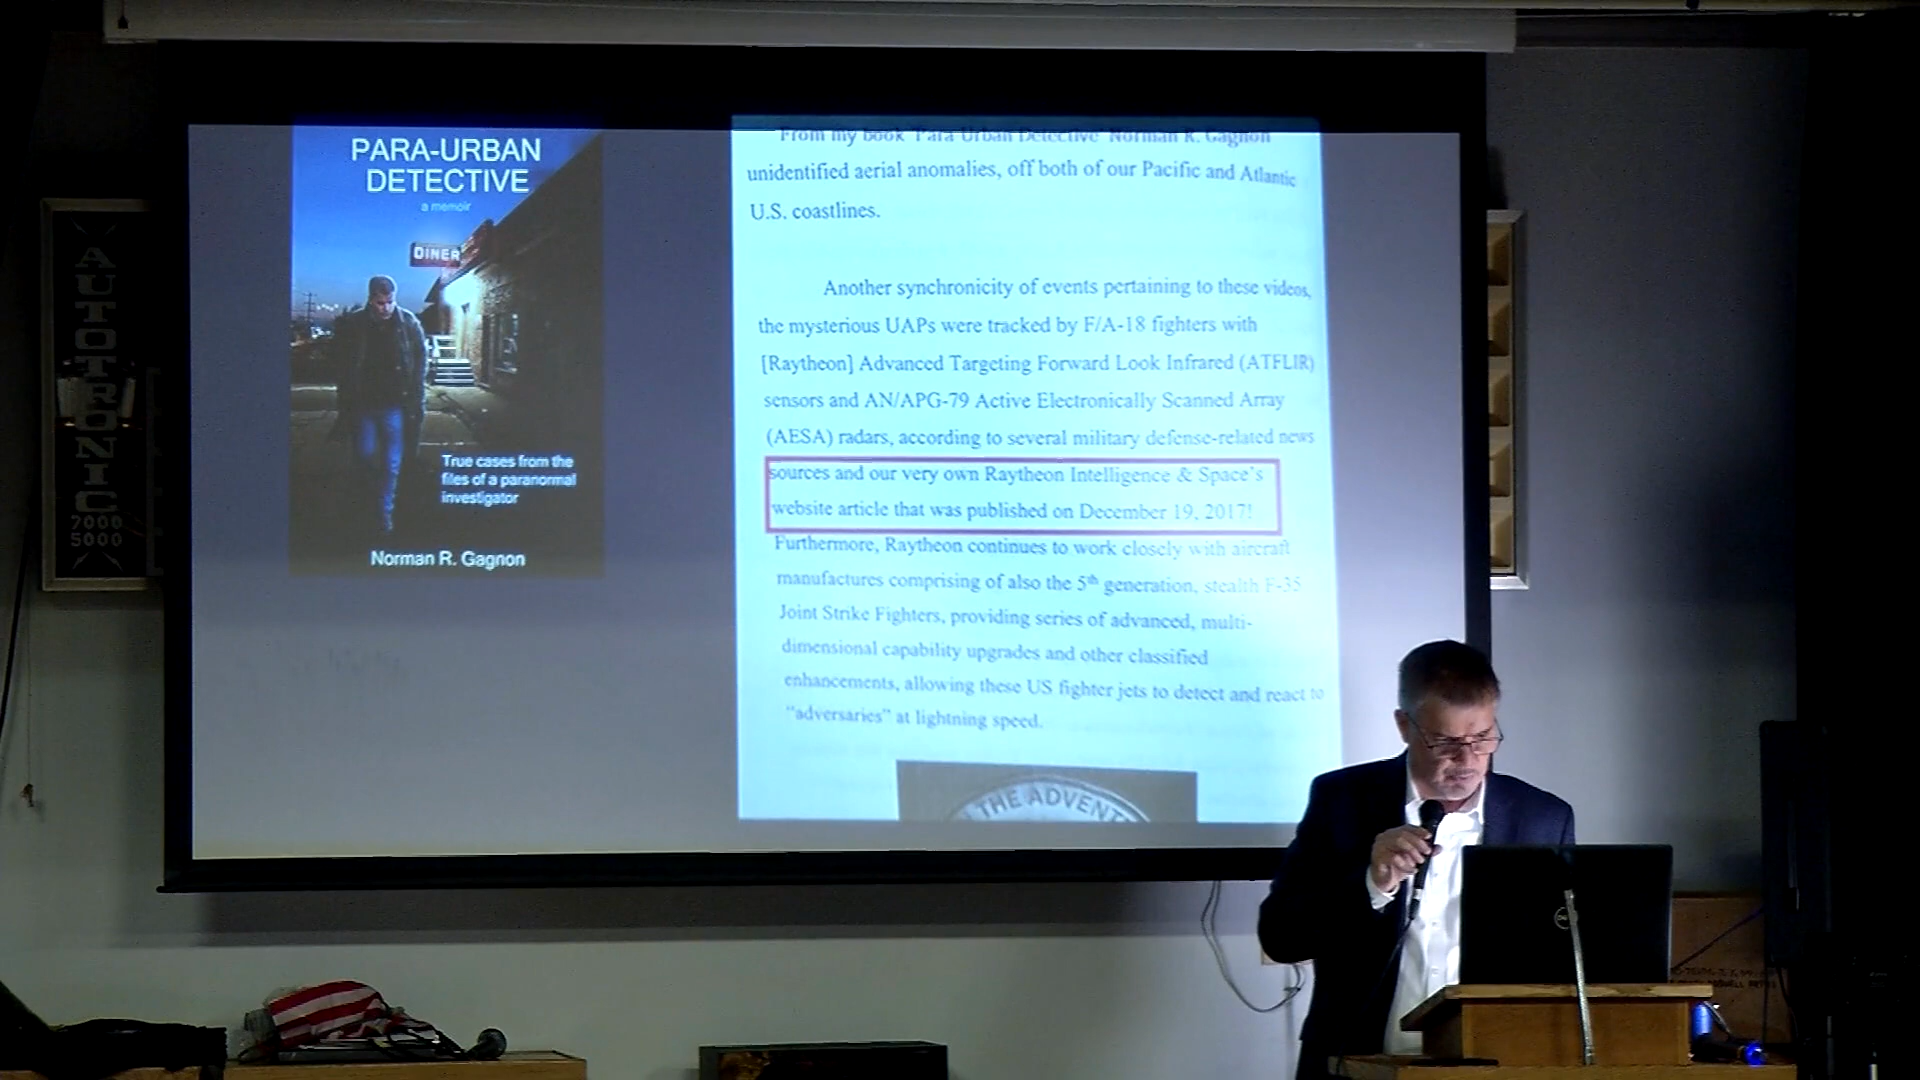 AUTOTRONIC
7000
5000
PARA-URBAN
DETECTIVE
a memoir
DINER
True cases from the
files of a paranormal
investigator
Norman R. Gagnon
From my book 'Para Urban Detective' Norman R. Gagnon
unidentified aerial anomalies, off both of our Pacific and Atlantic
U.S. coastlines.
Another synchronicity of events pertaining to these videos,
the mysterious UAPs were tracked by F/A-18 fighters with
[Raytheon] Advanced Targeting Forward Look Infrared (ATFLIR)
sensors and AN/APG-79 Active Electronically Scanned Array
(AESA) radars, according to several military defense-related news
sources and our very own Raytheon Intelligence & Space's
website article that was published on December 19, 2017!
Furthermore, Raytheon continues to work closely with aircraft
manufactures comprising of also the 5th generation, stealth F-35
Joint Strike Fighters, providing series of advanced, multi-
dimensional capability upgrades and other classified
enhancements, allowing these US fighter jets to detect and react to
"adversaries" at lightning speed.
THE ADVENT
DELL